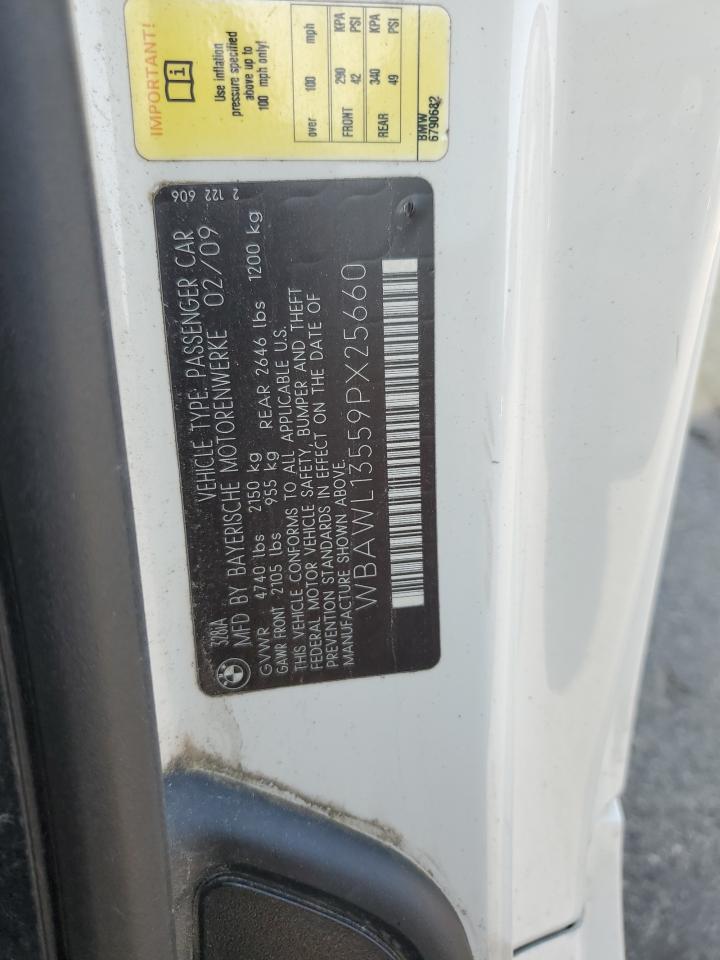 IMPORTANT!
Use inflation
pressure specified
above up to
100 mph only!
over 100 mph
FRONT 290 KPA
42 PSI
REAR 340 KPA
49 PSI
BMW
6790682
2 122 606
328iA VEHICLE TYPE: PASSENGER CAR
MFD BY BAYERISCHE MOTORENWERKE 02/09
GVWR 4740 lbs 2150 kg
GAWR FRONT 2105 lbs 955 kg REAR 2646 lbs 1200 kg
THIS VEHICLE CONFORMS TO ALL APPLICABLE U.S.
FEDERAL MOTOR VEHICLE SAFETY, BUMPER AND THEFT
PREVENTION STANDARDS IN EFFECT ON THE DATE OF
MANUFACTURE SHOWN ABOVE.
WBAWL13559PX25660